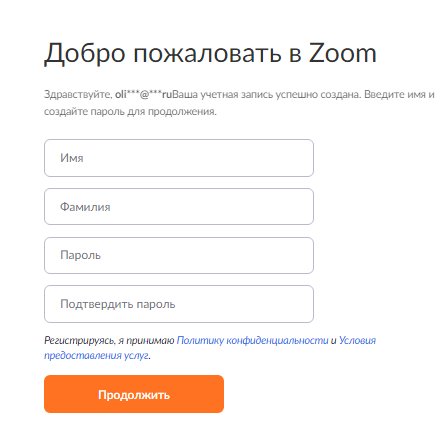 Добро пожаловать в Zoom
Здравствуйте, oli***@***ruВаша учетная запись успешно создана. Введите имя и
создайте пароль для продолжения.
Имя
Фамилия
Пароль
Подтвердить пароль
Регистрируясь, я принимаю Политику конфиденциальности и Условия
предоставления услуг.
Продолжить